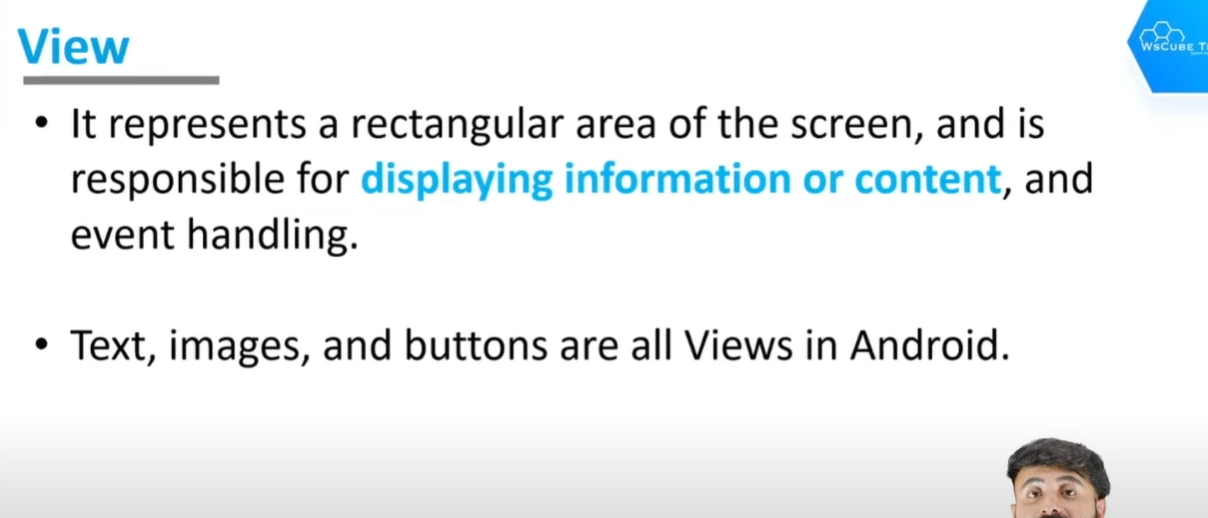 View
WsCube T
• It represents a rectangular area of the screen, and is
responsible for displaying information or content, and
event handling.
• Text, images, and buttons are all Views in Android.